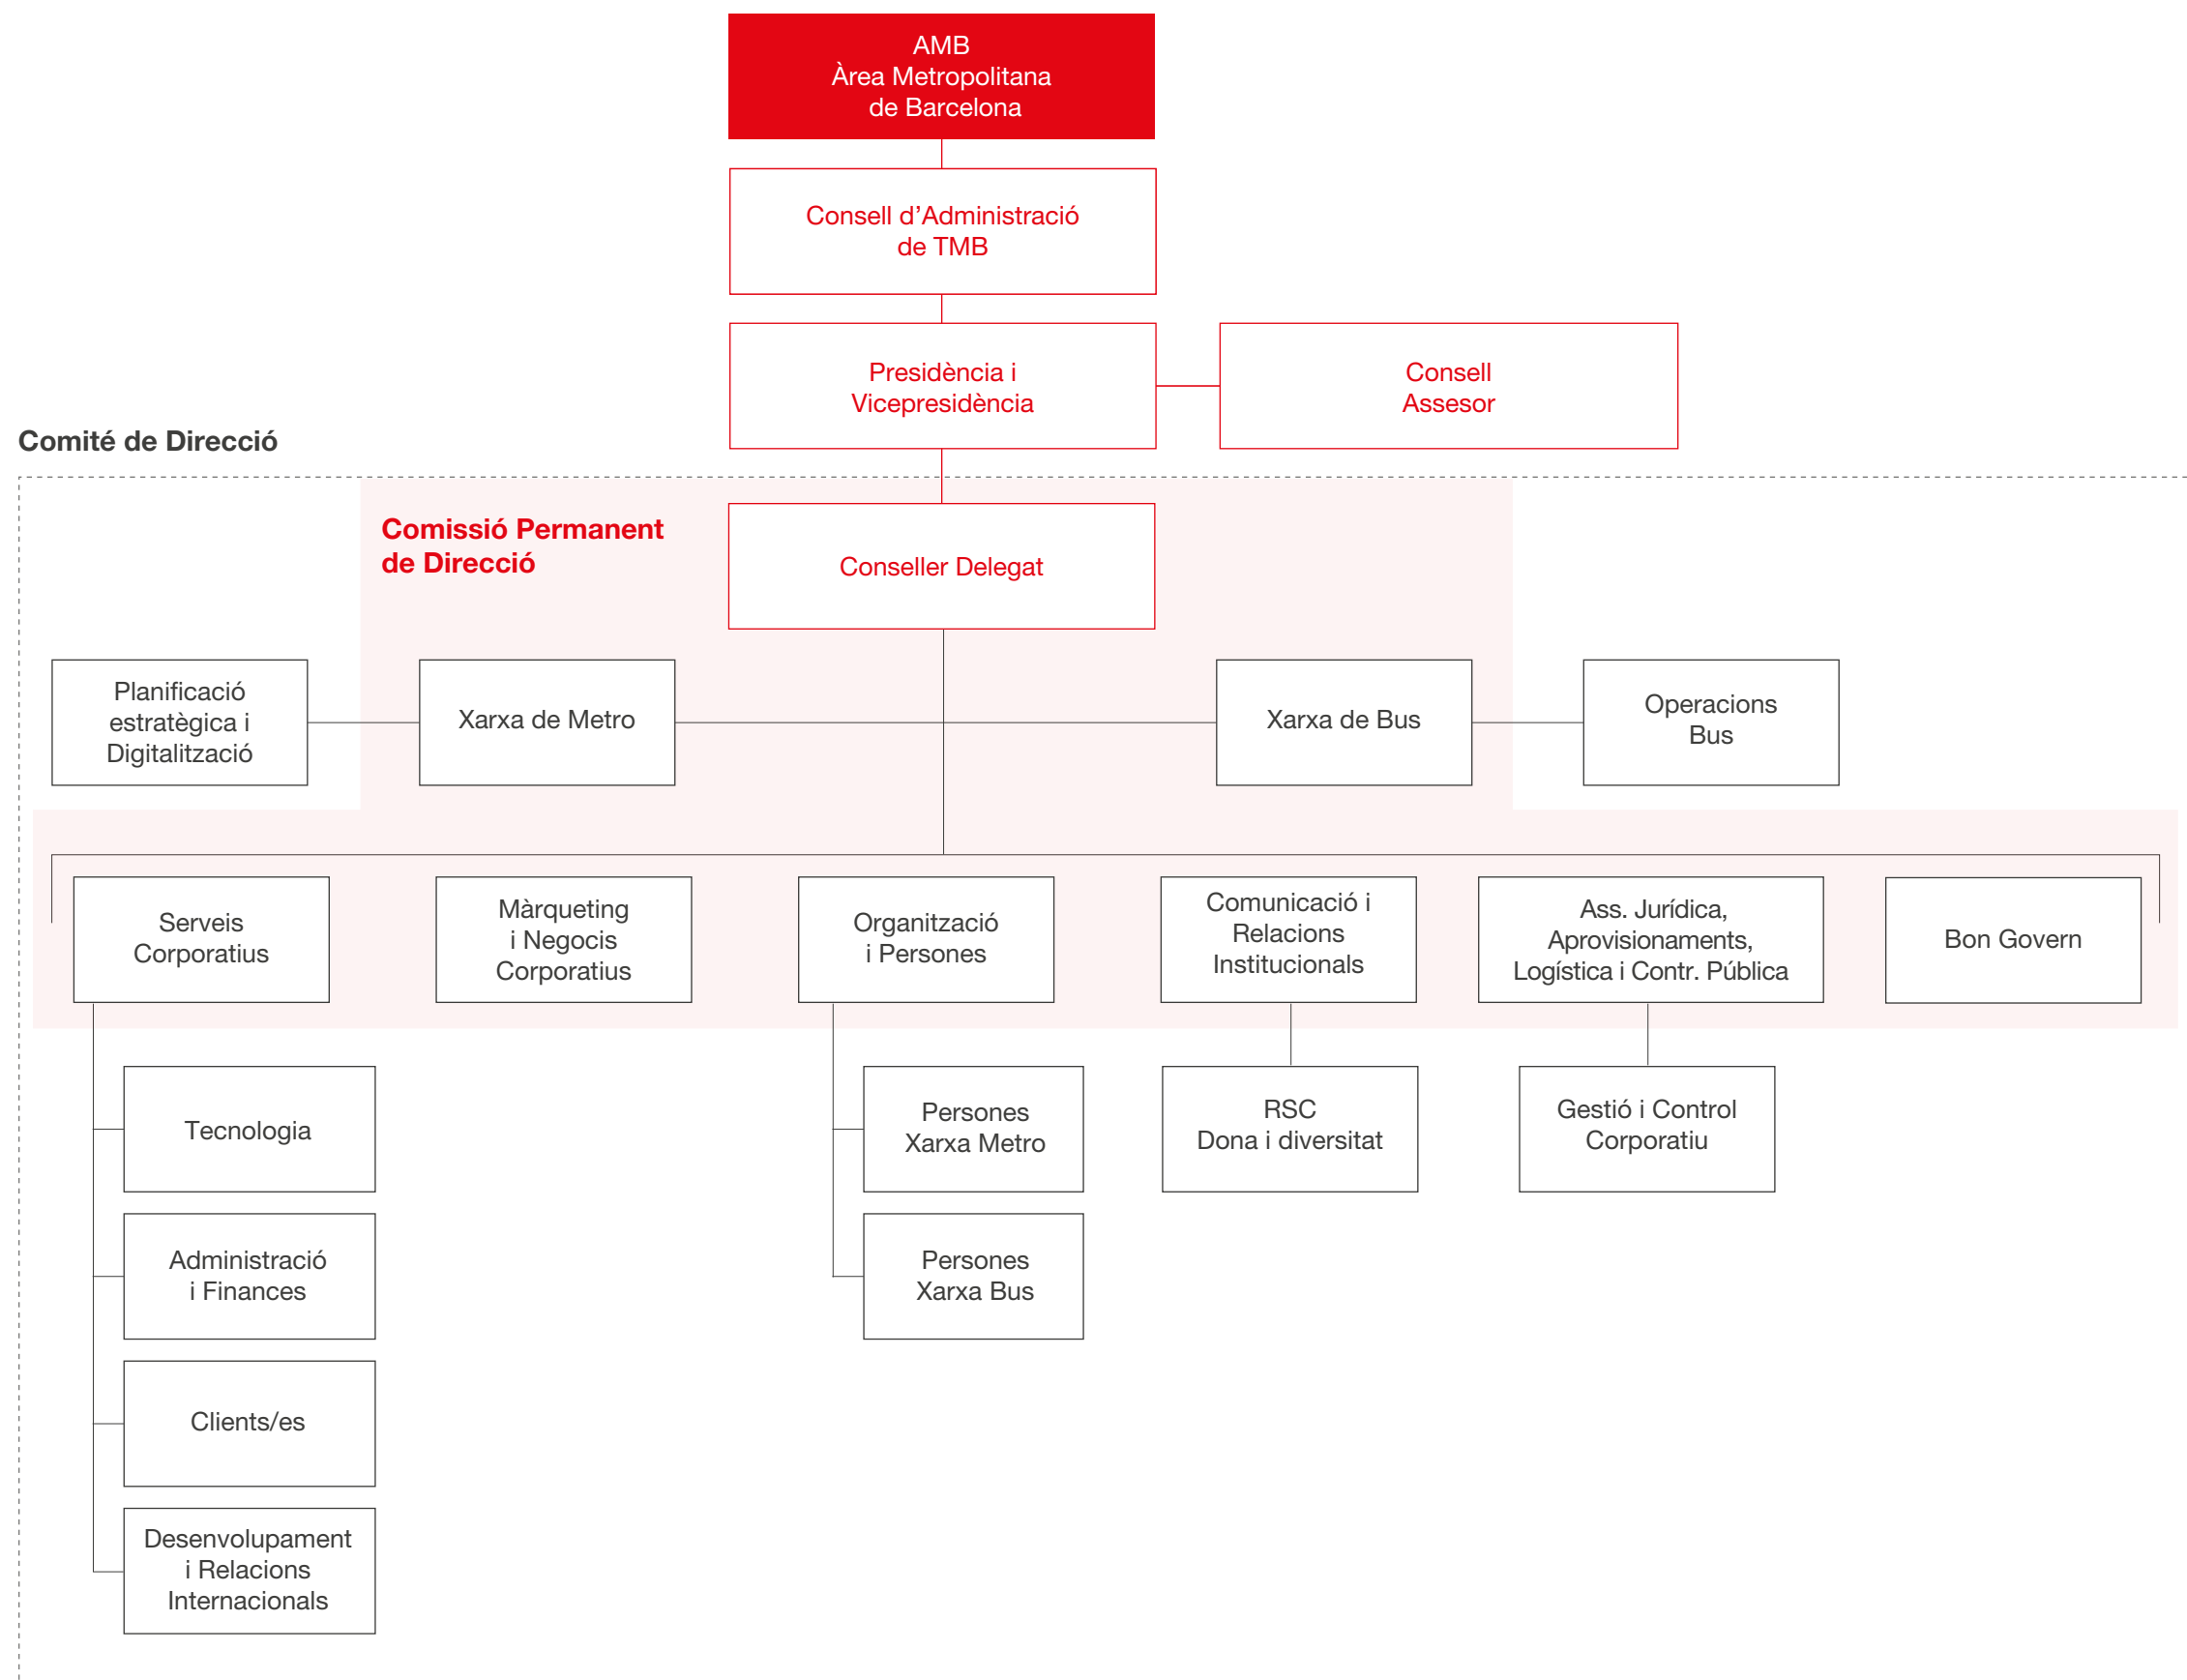 AMB
Àrea Metropolitana
de Barcelona
Consell d’Administració
de TMB
Presidència i
Vicepresidència
Consell
Assesor
Comité de Direcció
Comissió Permanent
de Direcció
Conseller Delegat
Planificació
estratègica i
Digitalització
Xarxa de Metro
Xarxa de Bus
Operacions
Bus
Serveis
Corporatius
Màrqueting
i Negocis
Corporatius
Organització
i Persones
Comunicació i
Relacions
Institucionals
Ass. Jurídica,
Aprovisionaments,
Logística i Contr. Pública
Bon Govern
Tecnologia
Administració
i Finances
Clients/es
Desenvolupament
i Relacions
Internacionals
Persones
Xarxa Metro
Persones
Xarxa Bus
RSC
Dona i diversitat
Gestió i Control
Corporatiu